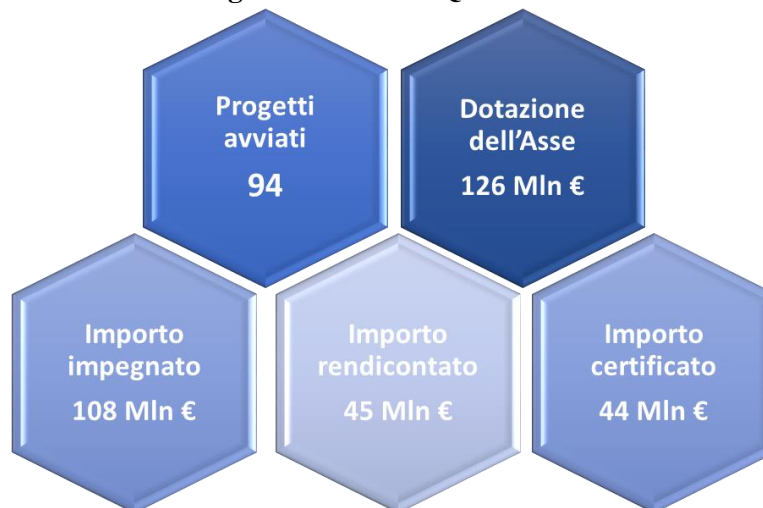 Progetti
avviati
94
Dotazione
dell’Asse
126 Mln €
Importo
impegnato
108 Mln €
Importo
rendicontato
45 Mln €
Importo
certificato
44 Mln €